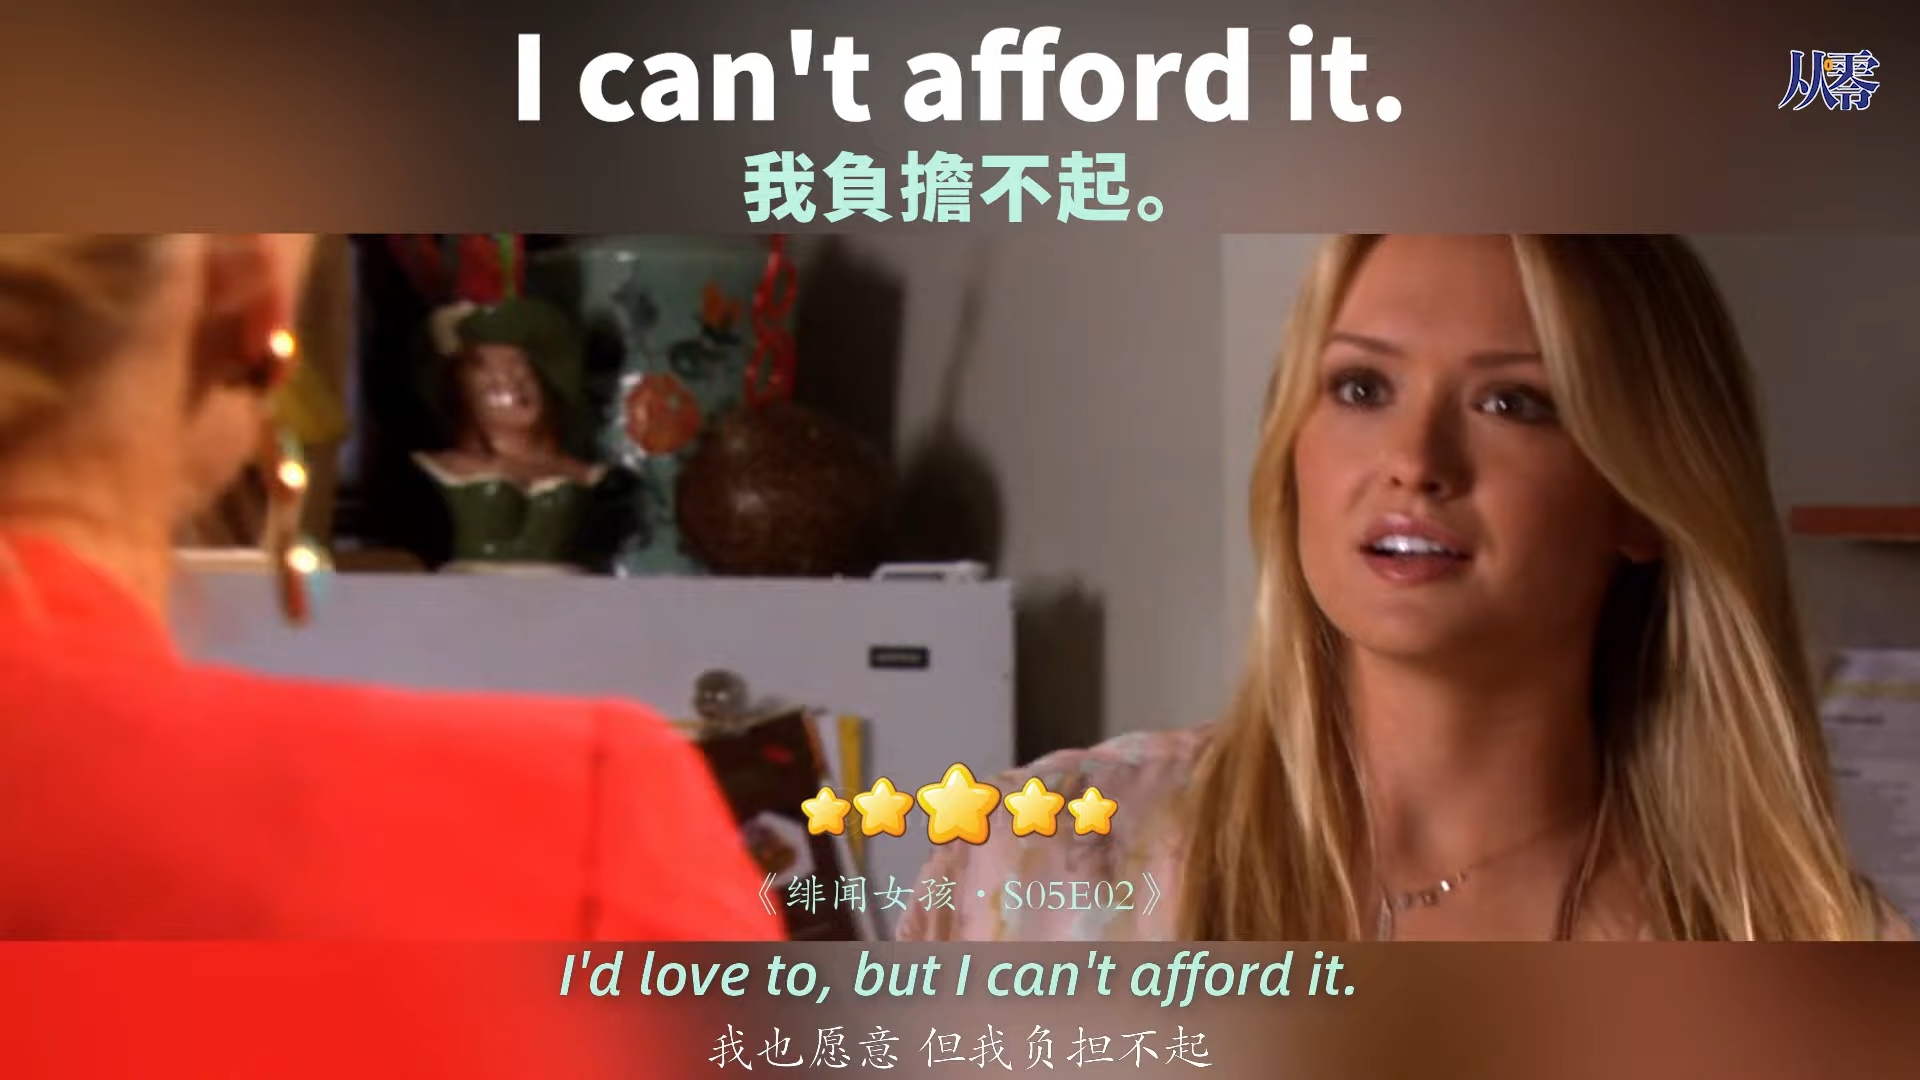 I can't afford it.
从零
我負擔不起。
《绯闻女孩·S05E02》
I'd love to, but I can't afford it.
我也愿意 但我负担不起